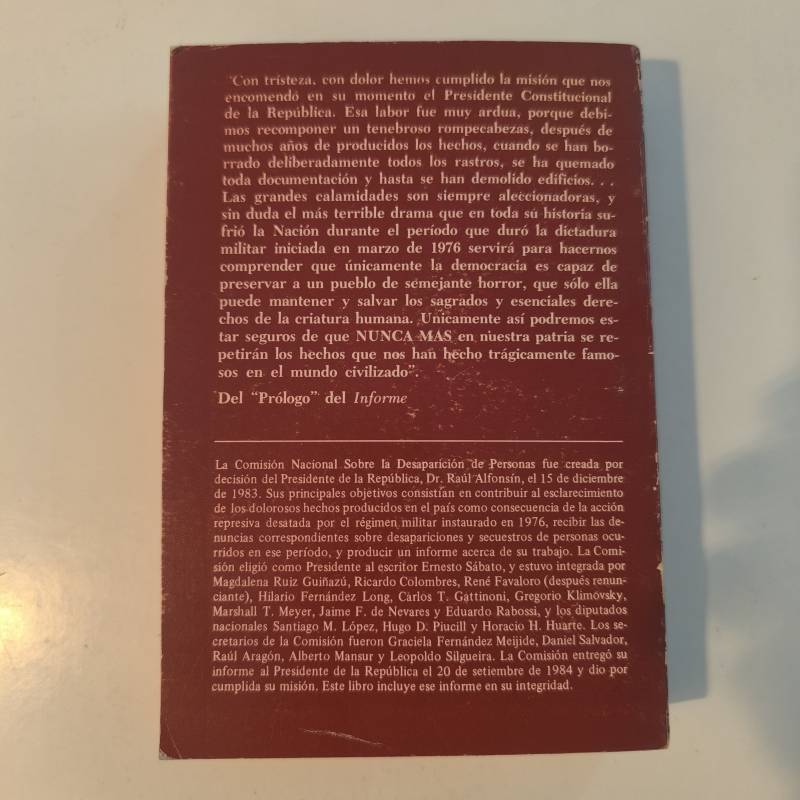 "Con tristeza, con dolor hemos cumplido la misión que nos
encomendó en su momento el Presidente Constitucional
de la República. Esa labor fue muy ardua, porque debi-
mos recomponer un tenebroso rompecabezas, después de
muchos años de producidos los hechos, cuando se han bo-
rrado deliberadamente todos los rastros, se ha quemado
toda documentación y hasta se han demolido edificios. . .
Las grandes calamidades son siempre aleccionadoras, y
sin duda el más terrible drama que en toda su historia su-
frió la Nación durante el período que duró la dictadura
militar iniciada en marzo de 1976 servirá para hacernos
comprender que únicamente la democracia es capaz de
preservar a un pueblo de semejante horror, que sólo ella
puede mantener y salvar los sagrados y esenciales dere-
chos de la criatura humana. Unicamente así podremos es-
tar seguros de que NUNCA MAS en nuestra patria se re-
petirán los hechos que nos han hecho trágicamente famo-
sos en el mundo civilizado".
Del "Prólogo" del Informe
La Comisión Nacional Sobre la Desaparición de Personas fue creada por
decisión del Presidente de la República, Dr. Raúl Alfonsín, el 15 de diciembre
de 1983. Sus principales objetivos consistían en contribuir al esclarecimiento
de los dolorosos hechos producidos en el país como consecuencia de la acción
represiva desatada por el régimen militar instaurado en 1976, recibir las de-
nuncias correspondientes sobre desapariciones y secuestros de personas ocu-
rridos en ese período, y producir un informe acerca de su trabajo. La Comi-
sión eligió como Presidente al escritor Ernesto Sábato, y estuvo integrada por
Magdalena Ruiz Guiñazú, Ricardo Colombres, René Favaloro (después renun-
ciante), Hilario Fernández Long, Carlos T. Gattinoni, Gregorio Klimovsky,
Marshall T. Meyer, Jaime F. de Nevares y Eduardo Rabossi, y los diputados
nacionales Santiago M. López, Hugo D. Piucill y Horacio H. Huarte. Los se-
cretarios de la Comisión fueron Graciela Fernández Meijide, Daniel Salvador,
Raúl Aragón, Alberto Mansur y Leopoldo Silgueira. La Comisión entregó su
informe al Presidente de la República el 20 de setiembre de 1984 y dio por
cumplida su misión. Este libro incluye ese informe en su integridad.